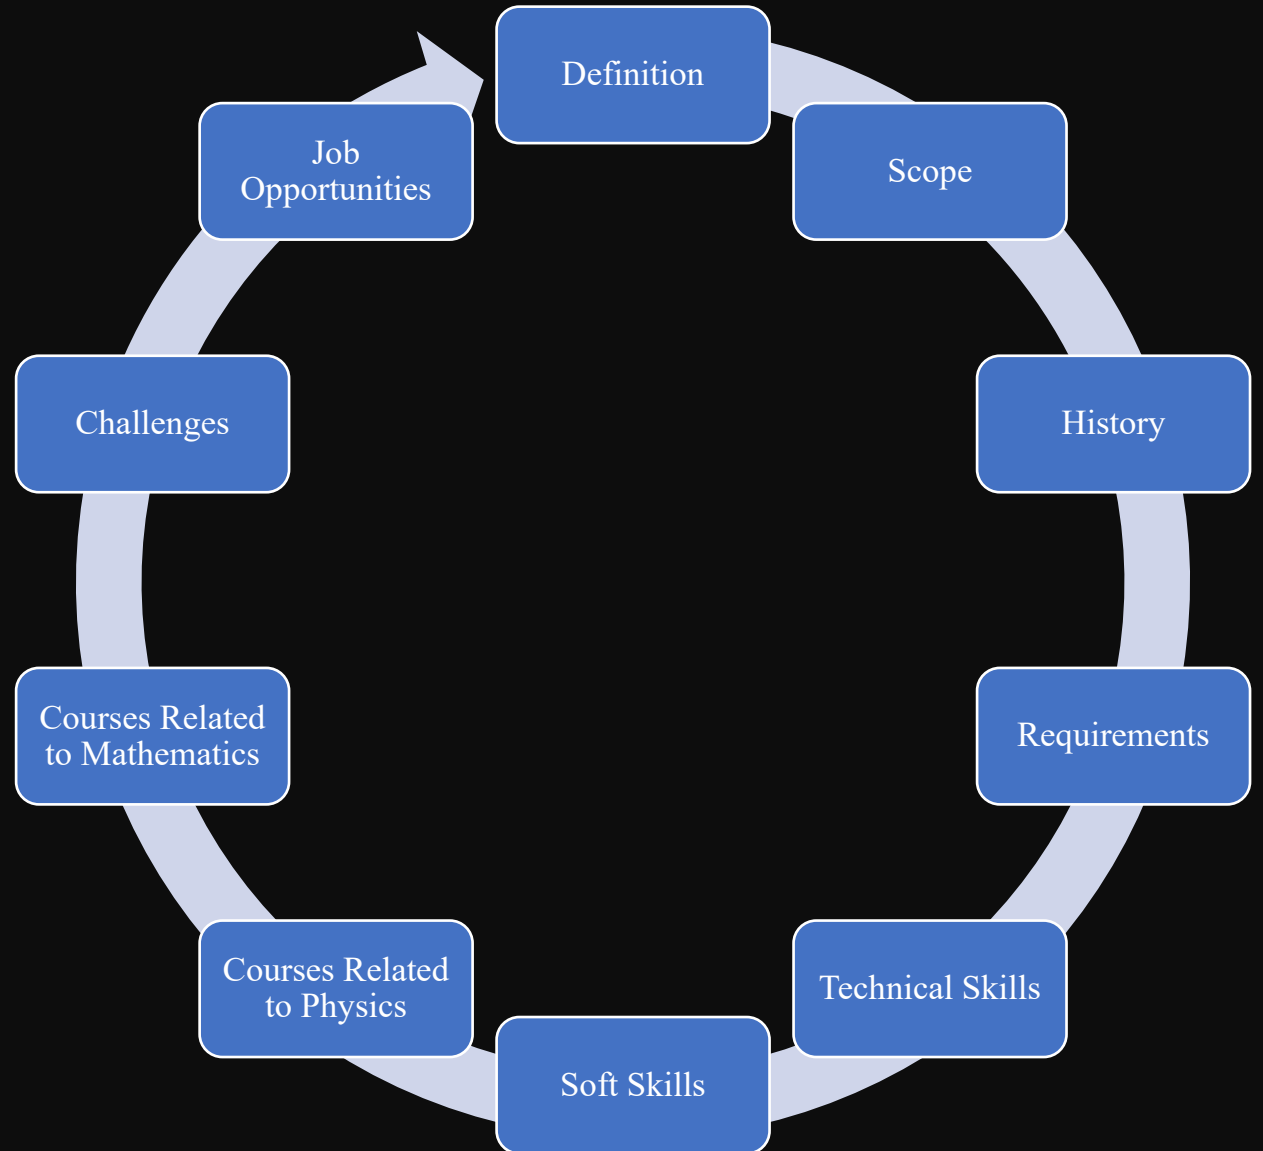 Definition
Scope
History
Requirements
Technical Skills
Soft Skills
Courses Related
to Physics
Courses Related
to Mathematics
Challenges
Job
Opportunities